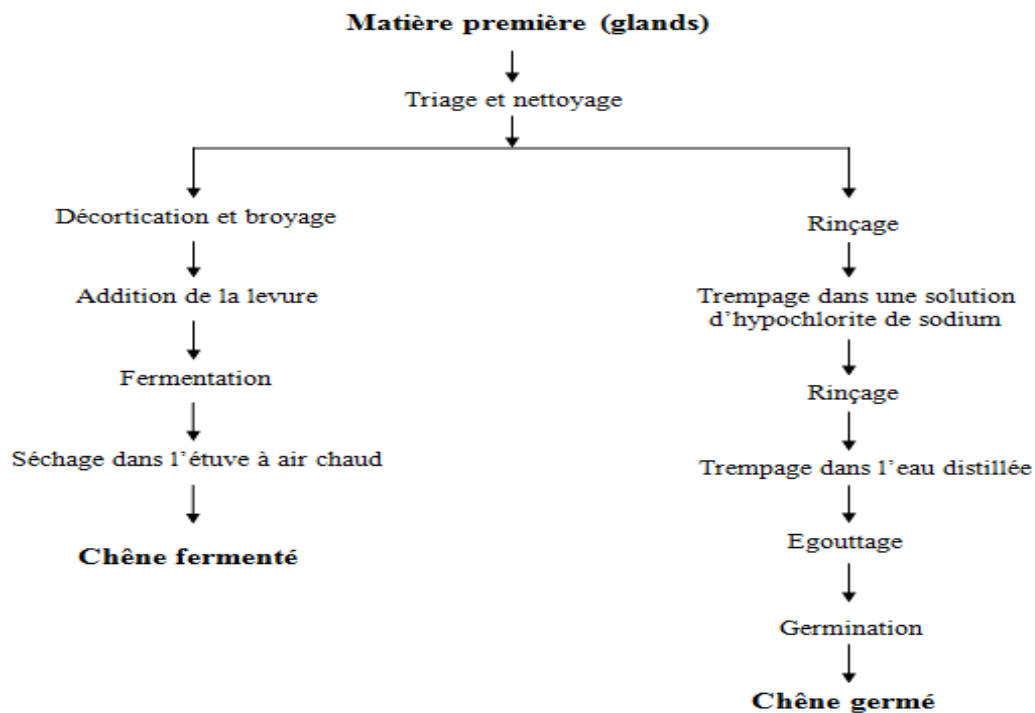 Matière première (glands)
Triage et nettoyage
Décortication et broyage
Addition de la levure
Fermentation
Séchage dans l'étuve à air chaud
Chêne fermenté
Rinçage
Trempage dans une solution
d'hypochlorite de sodium
Rinçage
Trempage dans l'eau distillée
Egouttage
Germination
Chêne germé